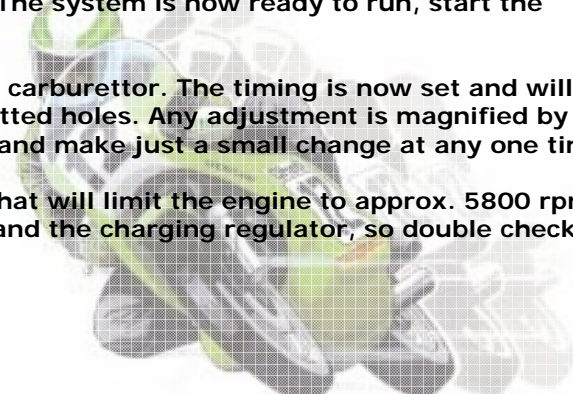 The system is now ready to run, start the
carburettor. The timing is now set and will
tted holes. Any adjustment is magnified by
and make just a small change at any one tim
hat will limit the engine to approx. 5800 rpm
and the charging regulator, so double check